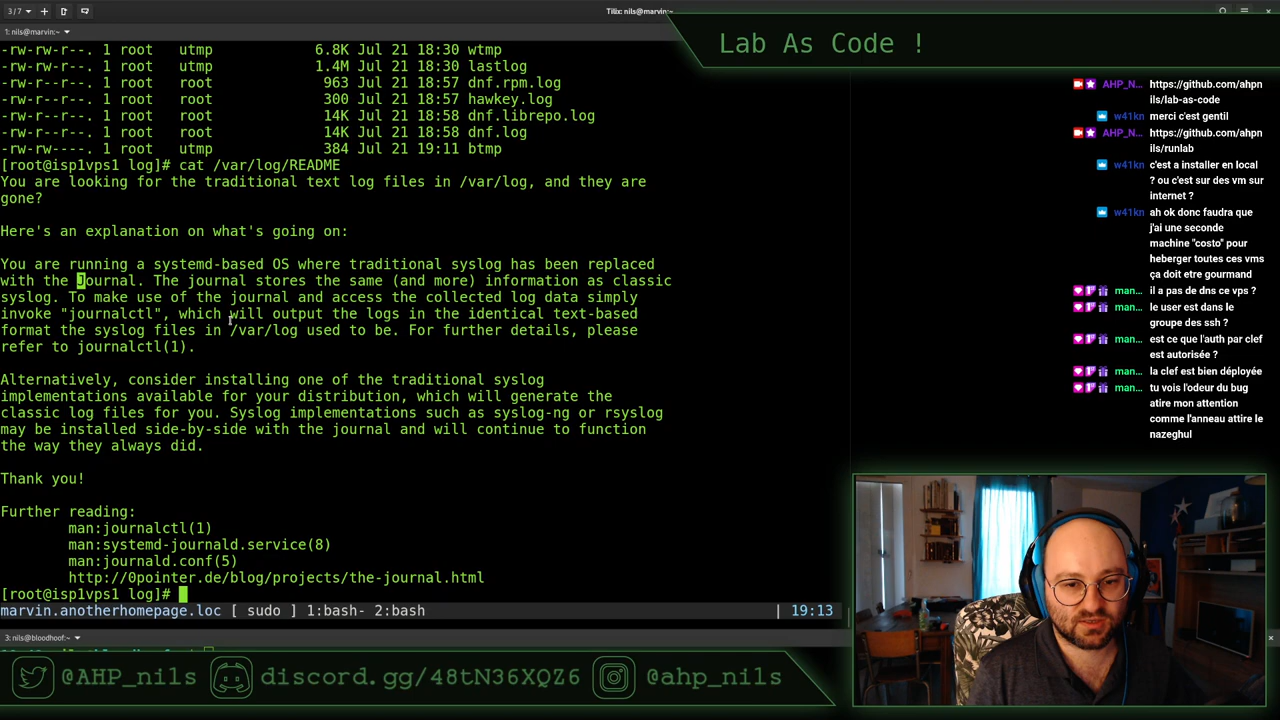 3/7
Tilix: nils@marvin:~
1: nils@marvin:~
Lab As Code !
-rw-rw-r--. 1 root   utmp            6.8K Jul 21 18:30 wtmp
-rw-rw-r--. 1 root   utmp            1.4M Jul 21 18:30 lastlog
-rw-r--r--. 1 root   root             963 Jul 21 18:57 dnf.rpm.log
-rw-r--r--. 1 root   root             300 Jul 21 18:57 hawkey.log
-rw-r--r--. 1 root   root             14K Jul 21 18:58 dnf.librepo.log
-rw-r--r--. 1 root   root             14K Jul 21 18:58 dnf.log
-rw-rw----. 1 root   utmp             384 Jul 21 19:11 btmp
[root@isp1vps1 log]# cat /var/log/README
You are looking for the traditional text log files in /var/log, and they are
gone?
Here's an explanation on what's going on:
You are running a systemd-based OS where traditional syslog has been replaced
with the Journal. The journal stores the same (and more) information as classic
syslog. To make use of the journal and access the collected log data simply
invoke "journalctl", which will output the logs in the identical text-based
format the syslog files in /var/log used to be. For further details, please
refer to journalctl(1).
Alternatively, consider installing one of the traditional syslog
implementations available for your distribution, which will generate the
classic log files for you. Syslog implementations such as syslog-ng or rsyslog
may be installed side-by-side with the journal and will continue to function
the way they always did.
Thank you!
Further reading:
man:journalctl(1)
man:systemd-journald.service(8)
man:journald.conf(5)
http://0pointer.de/blog/projects/the-journal.html
[root@isp1vps1 log]#
marvin.anotherhomepage.loc [ sudo ] 1:bash- 2:bash | 19:13
3: nils@bloodhoof:~
AHP_N... https://github.com/ahpn
ils/lab-as-code
w41kn merci c'est gentil
AHP_N... https://github.com/ahpn
ils/runlab
w41kn c'est a installer en local
? ou c'est sur des vm sur
internet ?
w41kn ah ok donc faudra que
j'ai une seconde
machine "costo" pour
heberger toutes ces vms
ça doit etre gourmand
man... il a pas de dns ce vps ?
man... le user est dans le
groupe des ssh ?
man... est ce que l'auth par clef
est autorisée ?
man... la clef est bien déployée
man... tu vois l'odeur du bug
atire mon attention
comme l'anneau attire le
nazeghul
@AHP_nils discord.gg/48tN36XQZ6 @ahp_nils